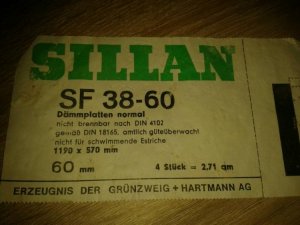 SILLAN
SF 38-60
Dämmplatten normal
nicht brennbar nach DIN 4102
gemäß DIN 18165, amtlich güteüberwacht
nicht für schwimmende Estriche
1190 x 570 mm
60 mm 4 Stück = 2,71 qm
ERZEUGNIS DER GRÜNZWEIG + HARTMANN AG